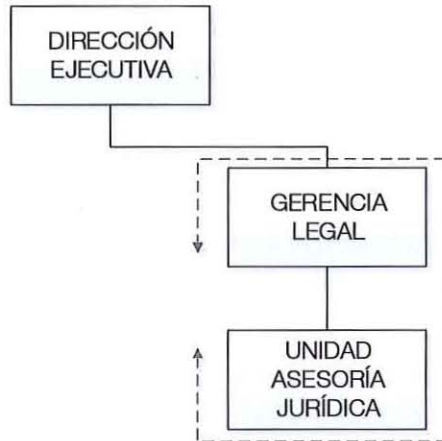 DIRECCIÓN
EJECUTIVA
GERENCIA
LEGAL
UNIDAD
ASESORÍA
JURÍDICA